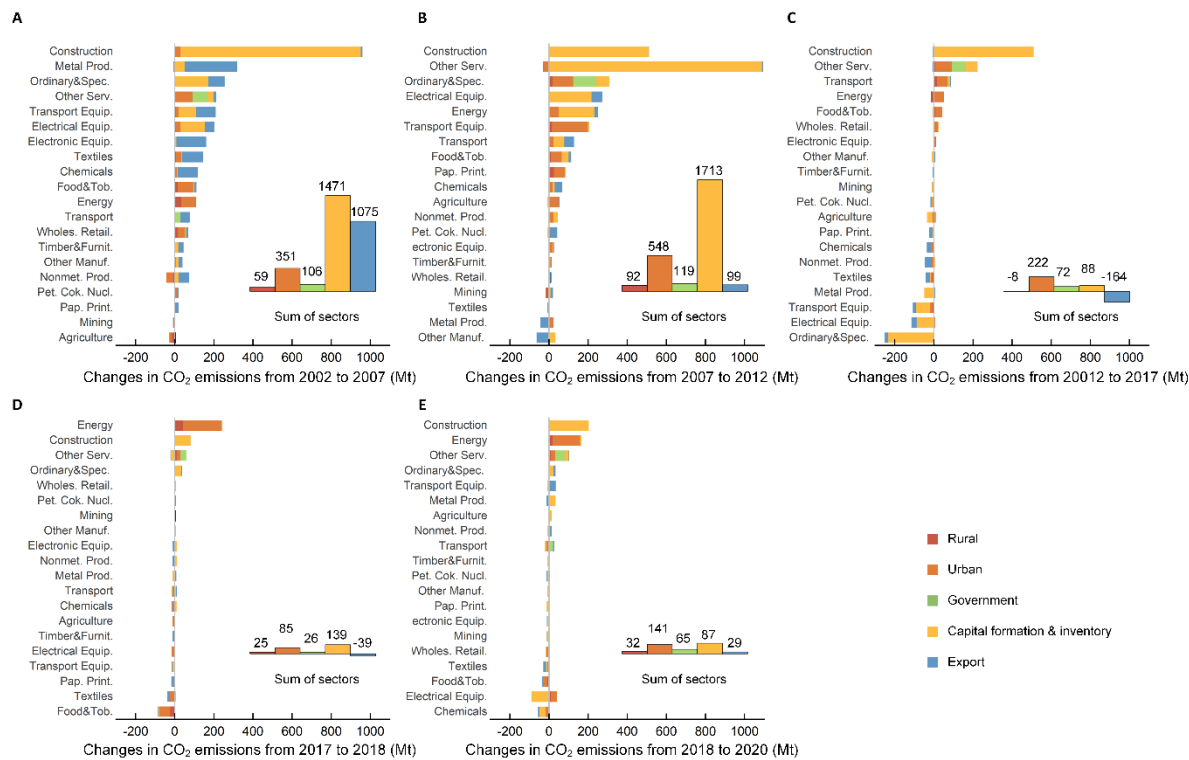 A
Construction
Metal Prod.
Ordinary&Spec.
Other Serv.
Transport Equip.
Electrical Equip.
Electronic Equip.
Textiles
Chemicals
Food&Tob.
Energy
Transport
Wholes. Retail.
Timber&Furnit.
Other Manuf.
Nonmet. Prod.
Pet. Cok. Nucl.
Pap. Print.
Mining
Agriculture
59
351
106
1471
1075
Sum of sectors
-200 0 200 400 600 800 1000
Changes in CO₂ emissions from 2002 to 2007 (Mt)
B
Construction
Other Serv.
Ordinary&Spec.
Electrical Equip.
Energy
Transport Equip.
Transport
Food&Tob.
Pap. Print.
Chemicals
Agriculture
Nonmet. Prod.
Pet. Cok. Nucl.
ectronic Equip.
Timber&Furnit.
Wholes. Retail.
Mining
Textiles
Metal Prod.
Other Manuf.
92
548
119
1713
99
Sum of sectors
-200 0 200 400 600 800 1000
Changes in CO₂ emissions from 2007 to 2012 (Mt)
C
Construction
Other Serv.
Transport
Energy
Food&Tob.
Wholes. Retail.
Electronic Equip.
Other Manuf.
Timber&Furnit.
Mining
Pet. Cok. Nucl.
Agriculture
Pap. Print.
Chemicals
Nonmet. Prod.
Textiles
Metal Prod.
Transport Equip.
Electrical Equip.
Ordinary&Spec.
-8
222
72
88
-164
Sum of sectors
-200 0 200 400 600 800 1000
Changes in CO₂ emissions from 20012 to 2017 (Mt)
D
Energy
Construction
Other Serv.
Ordinary&Spec.
Wholes. Retail.
Pet. Cok. Nucl.
Mining
Other Manuf.
Electronic Equip.
Nonmet. Prod.
Metal Prod.
Transport
Chemicals
Agriculture
Timber&Furnit.
Electrical Equip.
Transport Equip.
Pap. Print.
Textiles
Food&Tob.
25
85
26
139
-39
Sum of sectors
-200 0 200 400 600 800 1000
Changes in CO₂ emissions from 2017 to 2018 (Mt)
E
Construction
Energy
Other Serv.
Ordinary&Spec.
Transport Equip.
Metal Prod.
Agriculture
Nonmet. Prod.
Transport
Timber&Furnit.
Pet. Cok. Nucl.
Other Manuf.
Pap. Print.
ectronic Equip.
Mining
Wholes. Retail.
Textiles
Food&Tob.
Electrical Equip.
Chemicals
32
141
65
87
29
Sum of sectors
-200 0 200 400 600 800 1000
Changes in CO₂ emissions from 2018 to 2020 (Mt)
Rural
Urban
Government
Capital formation & inventory
Export